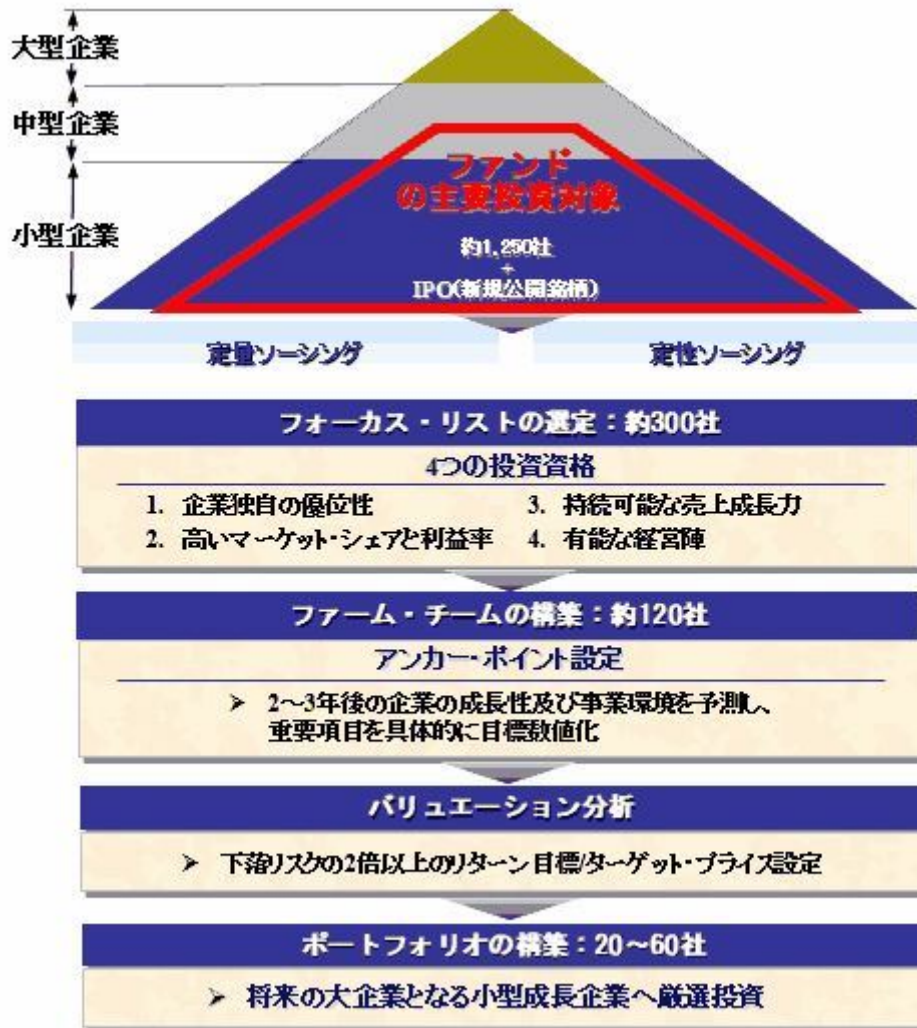 大型企業
中型企業
小型企業
ファンド
の主要投資対象
約1,250社
+
IPO(新規公開銘柄)
定量ソーシング
定性ソーシング
フォーカス・リストの選定：約300社
4つの投資資格
1. 企業独自の優位性
2. 高いマーケット・シェアと利益率
3. 持続可能な売上成長力
4. 有能な経営陣
ファーム・チームの構築：約120社
アンカー・ポイント設定
➢ 2～3年後の企業の成長性及び事業環境を予測し、
重要項目を具体的に目標数値化
バリュエーション分析
➢ 下落リスクの2倍以上のリターン目標/ターゲット・プライス設定
ポートフォリオの構築：20～60社
➢ 将来の大企業となる小型成長企業へ厳選投資